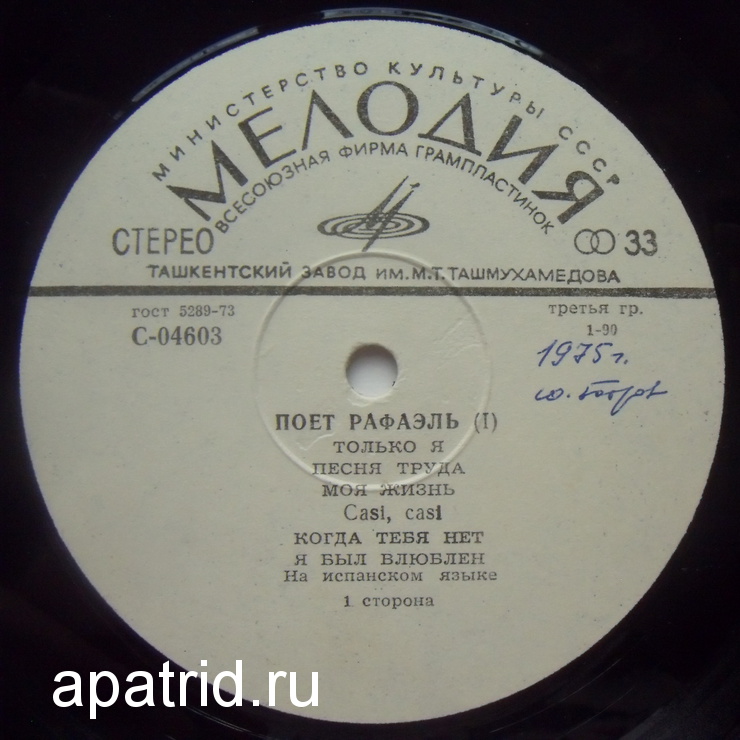 МИНИСТЕРСТВО КУЛЬТУРЫ СССР
МЕЛОДИЯ
ВСЕСОЮЗНАЯ ФИРМА ГРАМПЛАСТИНОК
СТЕРЕО 33
ТАШКЕНТСКИЙ ЗАВОД ИМ. М.Т. ТАШМУХАМЕДОВА
гост 5289-73 третья гр.
С-04603 1-90
1975 г.
ПОЕТ РАФАЭЛЬ (I)
ТОЛЬКО Я
ПЕСНЯ ТРУДА
МОЯ ЖИЗНЬ
Casi, casi
КОГДА ТЕБЯ НЕТ
Я БЫЛ ВЛЮБЛЕН
На испанском языке
1 сторона
apatrid.ru